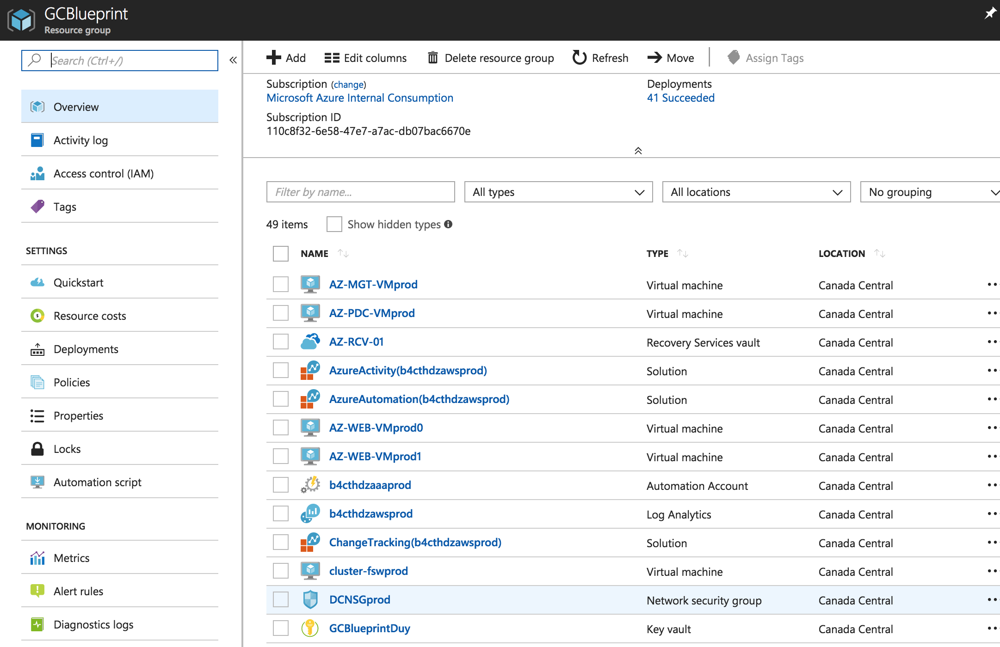 GCBlueprint
Resource group
Search (Ctrl+/)
Overview
Activity log
Access control (IAM)
Tags
SETTINGS
Quickstart
Resource costs
Deployments
Policies
Properties
Locks
Automation script
MONITORING
Metrics
Alert rules
Diagnostics logs
Add Edit columns Delete resource group Refresh Move Assign Tags
Subscription (change)
Microsoft Azure Internal Consumption
Subscription ID
110c8f32-6e58-47e7-a7ac-db07bac6670e
Deployments
41 Succeeded
Filter by name... All types All locations No grouping
49 items Show hidden types
NAME TYPE LOCATION
AZ-MGT-VMprod Virtual machine Canada Central
AZ-PDC-VMprod Virtual machine Canada Central
AZ-RCV-01 Recovery Services vault Canada Central
AzureActivity(b4cthdzawsprod) Solution Canada Central
AzureAutomation(b4cthdzawsprod) Solution Canada Central
AZ-WEB-VMprod0 Virtual machine Canada Central
AZ-WEB-VMprod1 Virtual machine Canada Central
b4cthdzaaaprod Automation Account Canada Central
b4cthdzawsprod Log Analytics Canada Central
ChangeTracking(b4cthdzawsprod) Solution Canada Central
cluster-fswprod Virtual machine Canada Central
DCNSGprod Network security group Canada Central
GCBlueprintDuy Key vault Canada Central